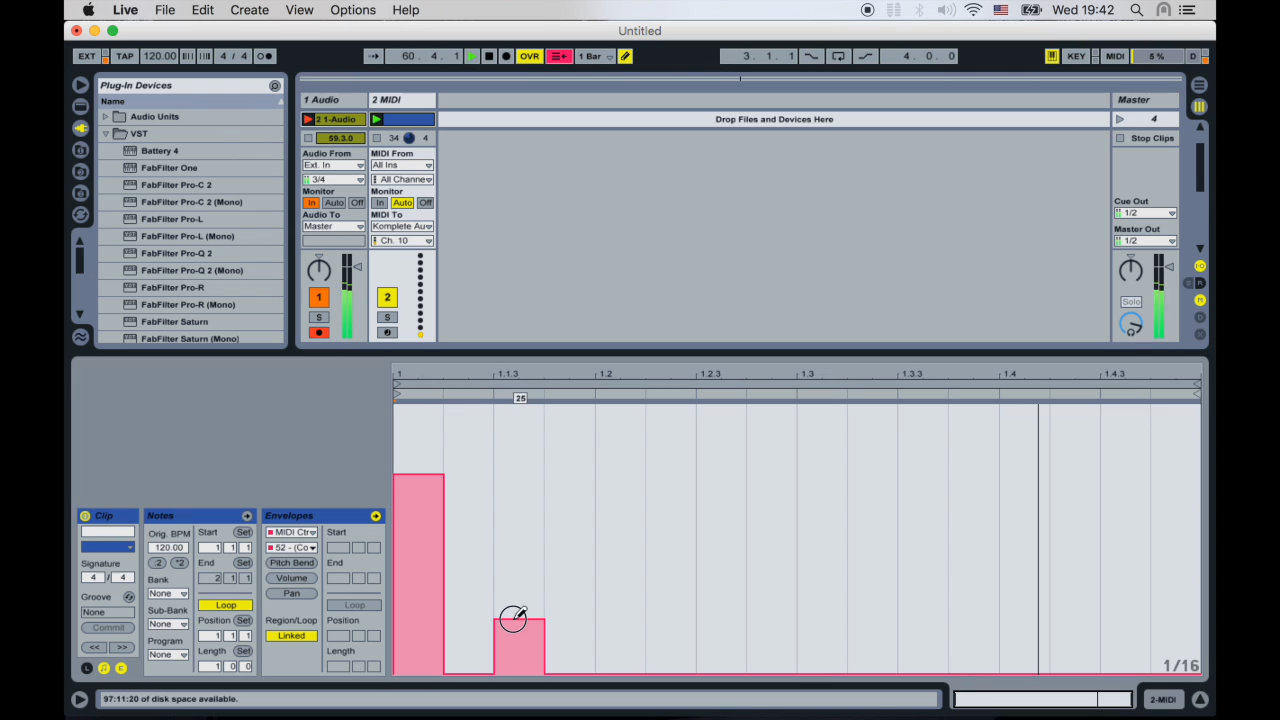 Live File Edit Create View Options Help Wed 19:42
Untitled
EXT TAP 120.00 4 / 4 60. 4. 1 OVR 1 Bar 3. 1. 1 4. 0. 0 KEY MIDI 5 % D
Plug-In Devices
Name
Audio Units
VST
Battery 4
FabFilter One
FabFilter Pro-C 2
FabFilter Pro-C 2 (Mono)
FabFilter Pro-L
FabFilter Pro-L (Mono)
FabFilter Pro-Q 2
FabFilter Pro-Q 2 (Mono)
FabFilter Pro-R
FabFilter Pro-R (Mono)
FabFilter Saturn
FabFilter Saturn (Mono)
1 Audio 2 MIDI Master
2 1-Audio Drop Files and Devices Here 4
59.3.0 34 4 Stop Clips
Audio From MIDI From
Ext. In All Ins
3/4 All Channe
Monitor Monitor
In Auto Off In Auto Off
Audio To MIDI To
Master Komplete Au
Ch. 10
Cue Out
1/2
Master Out
1/2
1 2 Solo
S S
1 1.1.3 1.2 1.2.3 1.3 1.3.3 1.4 1.4.3
25
1/16
Clip
Signature
4 / 4
Groove
None
Commit
<< >>
L E
Notes
Orig. BPM
120.00
:2 *2
Bank
None
Sub-Bank
None
Program
None
Start Set
1 1 1
End Set
2 1 1
Loop
Position Set
1 1 1
Length Set
1 0 0
Envelopes
MIDI Ctr
52 - (Co
Pitch Bend
Volume
Pan
Region/Loop
Linked
Start
End
Loop
Position
Length
97:11:20 of disk space available. 2-MIDI